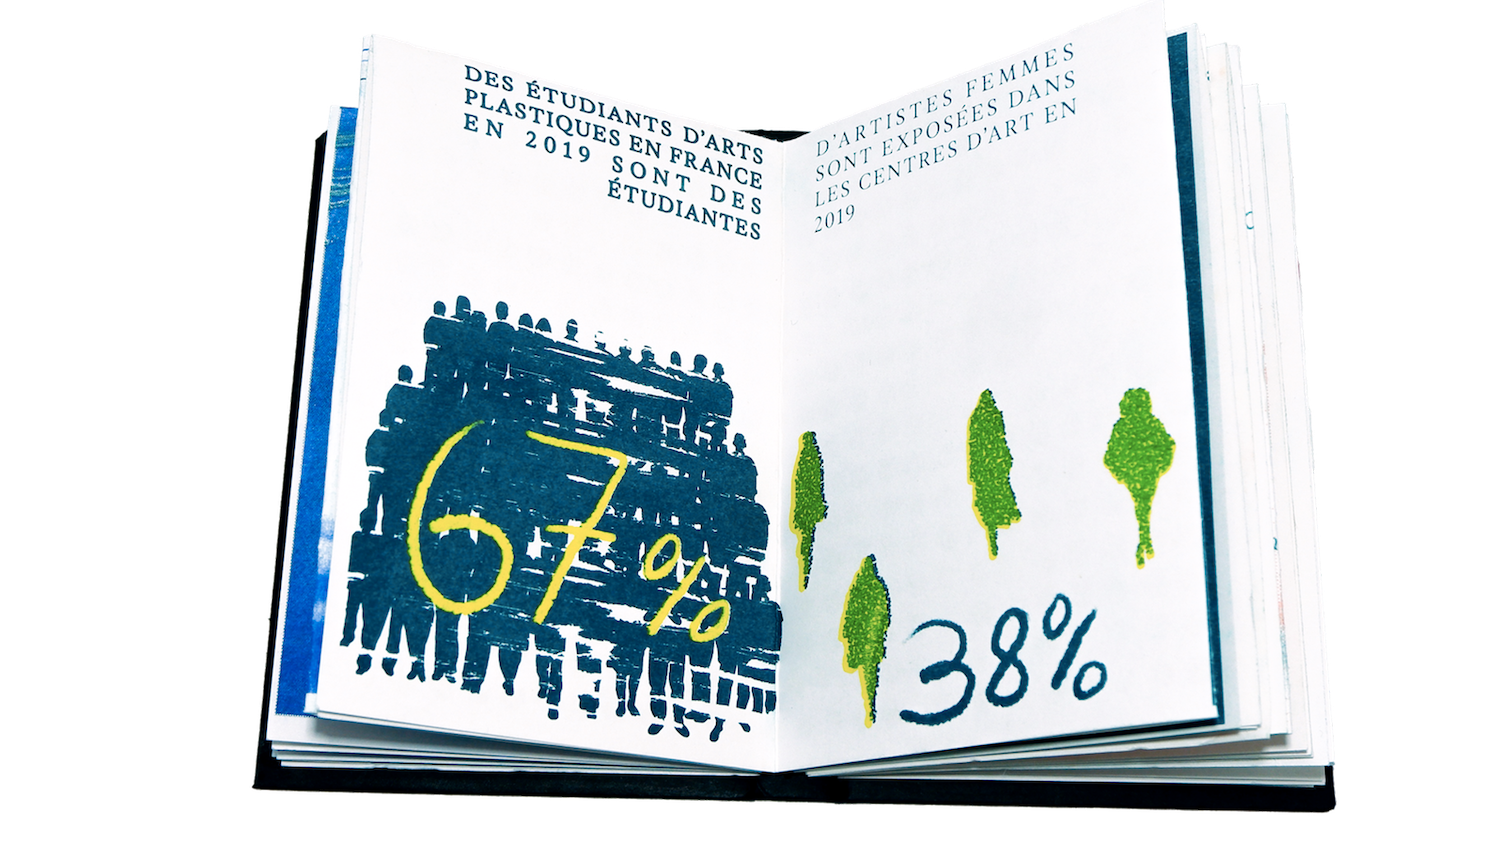 DES ÉTUDIANTS D'ARTS
PLASTIQUES EN FRANCE
EN 2019 SONT DES
ÉTUDIANTES
67%
D'ARTISTES FEMMES
SONT EXPOSÉES DANS
LES CENTRES D'ART EN
2019
38%